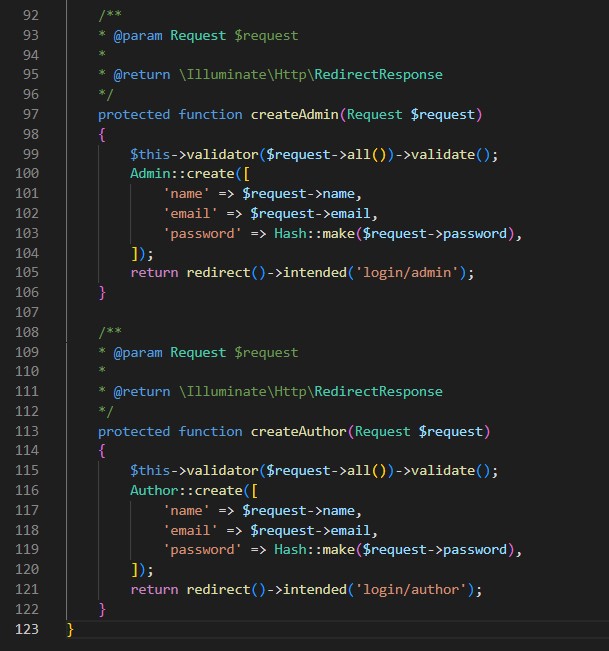 92 /**
93 * @param Request $request
94 *
95 * @return \Illuminate\Http\RedirectResponse
96 */
97 protected function createAdmin(Request $request)
98 {
99 $this->validator($request->all())->validate();
100 Admin::create([
101 'name' => $request->name,
102 'email' => $request->email,
103 'password' => Hash::make($request->password),
104 ]);
105 return redirect()->intended('login/admin');
106 }
107
108 /**
109 * @param Request $request
110 *
111 * @return \Illuminate\Http\RedirectResponse
112 */
113 protected function createAuthor(Request $request)
114 {
115 $this->validator($request->all())->validate();
116 Author::create([
117 'name' => $request->name,
118 'email' => $request->email,
119 'password' => Hash::make($request->password),
120 ]);
121 return redirect()->intended('login/author');
122 }
123 }